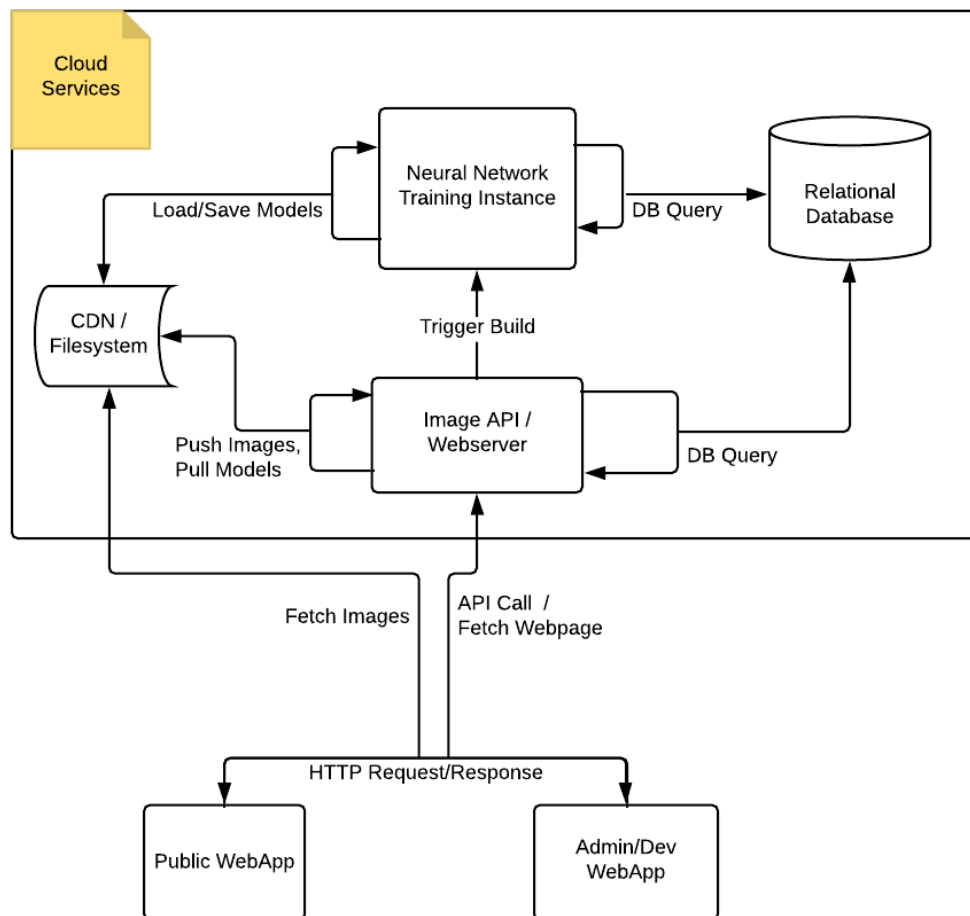 Cloud
Services
Neural Network
Training Instance
Relational
Database
Load/Save Models
DB Query
CDN /
Filesystem
Trigger Build
Image API /
Webserver
Push Images,
Pull Models
DB Query
Fetch Images
API Call /
Fetch Webpage
HTTP Request/Response
Public WebApp
Admin/Dev
WebApp